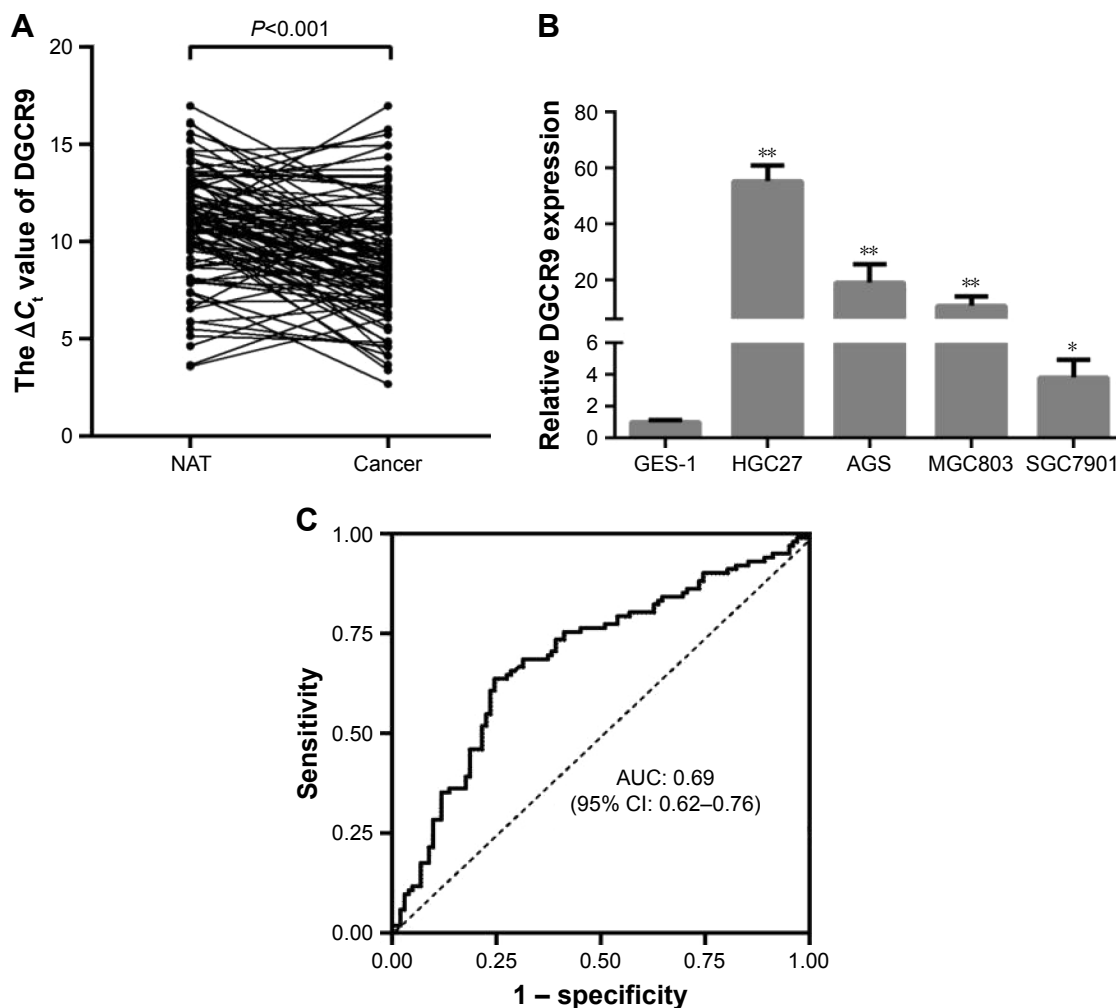 A
P<0.001
The ΔCt value of DGCR9
20
15
10
5
0
NAT
Cancer
B
Relative DGCR9 expression
80
60
40
20
6
4
2
0
**
**
**
*
GES-1
HGC27
AGS
MGC803
SGC7901
C
Sensitivity
1.00
0.75
0.50
0.25
0.00
AUC: 0.69
(95% CI: 0.62–0.76)
0.00
0.25
0.50
0.75
1.00
1 – specificity